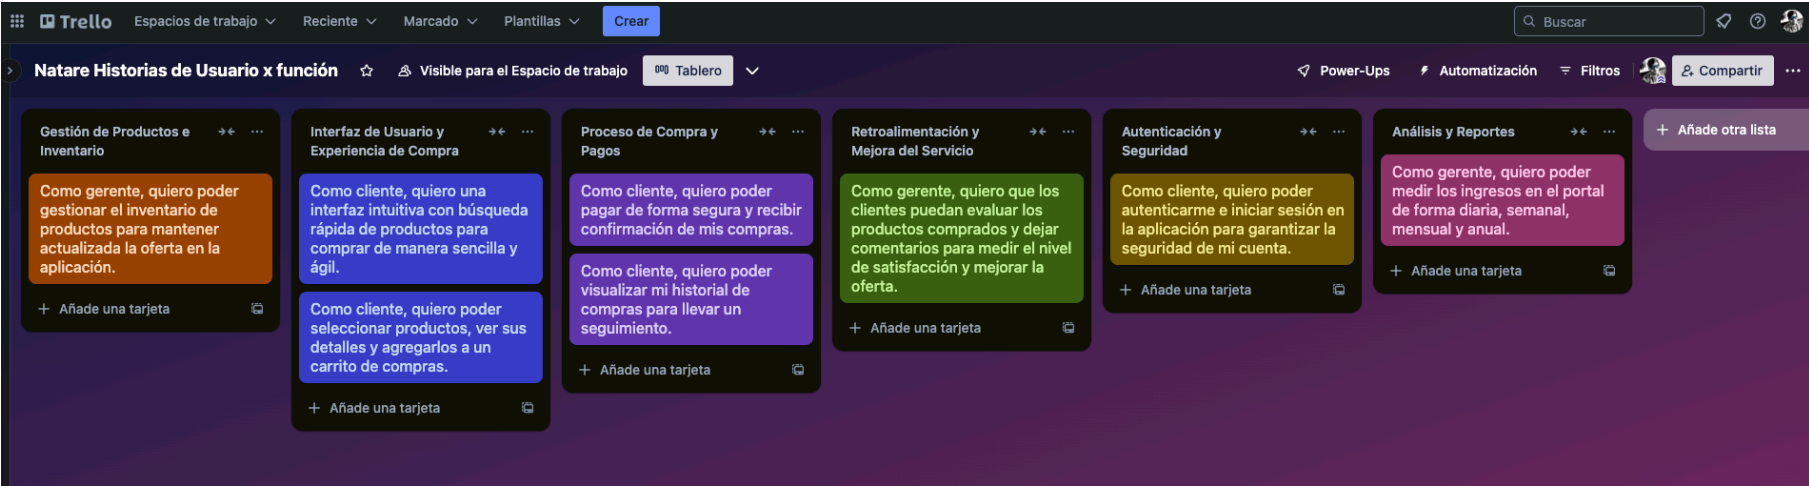 Trello Espacios de trabajo Reciente Marcado Plantillas Crear Buscar
Natare Historias de Usuario x función Visible para el Espacio de trabajo Tablero Power-Ups Automatización Filtros Compartir
Gestión de Productos e
Inventario
Como gerente, quiero poder
gestionar el inventario de
productos para mantener
actualizada la oferta en la
aplicación.
Añade una tarjeta
Interfaz de Usuario y
Experiencia de Compra
Como cliente, quiero una
interfaz intuitiva con búsqueda
rápida de productos para
comprar de manera sencilla y
ágil.
Como cliente, quiero poder
seleccionar productos, ver sus
detalles y agregarlos a un
carrito de compras.
Añade una tarjeta
Proceso de Compra y
Pagos
Como cliente, quiero poder
pagar de forma segura y recibir
confirmación de mis compras.
Como cliente, quiero poder
visualizar mi historial de
compras para llevar un
seguimiento.
Añade una tarjeta
Retroalimentación y
Mejora del Servicio
Como gerente, quiero que los
clientes puedan evaluar los
productos comprados y dejar
comentarios para medir el nivel
de satisfacción y mejorar la
oferta.
Añade una tarjeta
Autenticación y
Seguridad
Como cliente, quiero poder
autenticarme e iniciar sesión en
la aplicación para garantizar la
seguridad de mi cuenta.
Añade una tarjeta
Análisis y Reportes
Como gerente, quiero poder
medir los ingresos en el portal
de forma diaria, semanal,
mensual y anual.
Añade una tarjeta
Añade otra lista